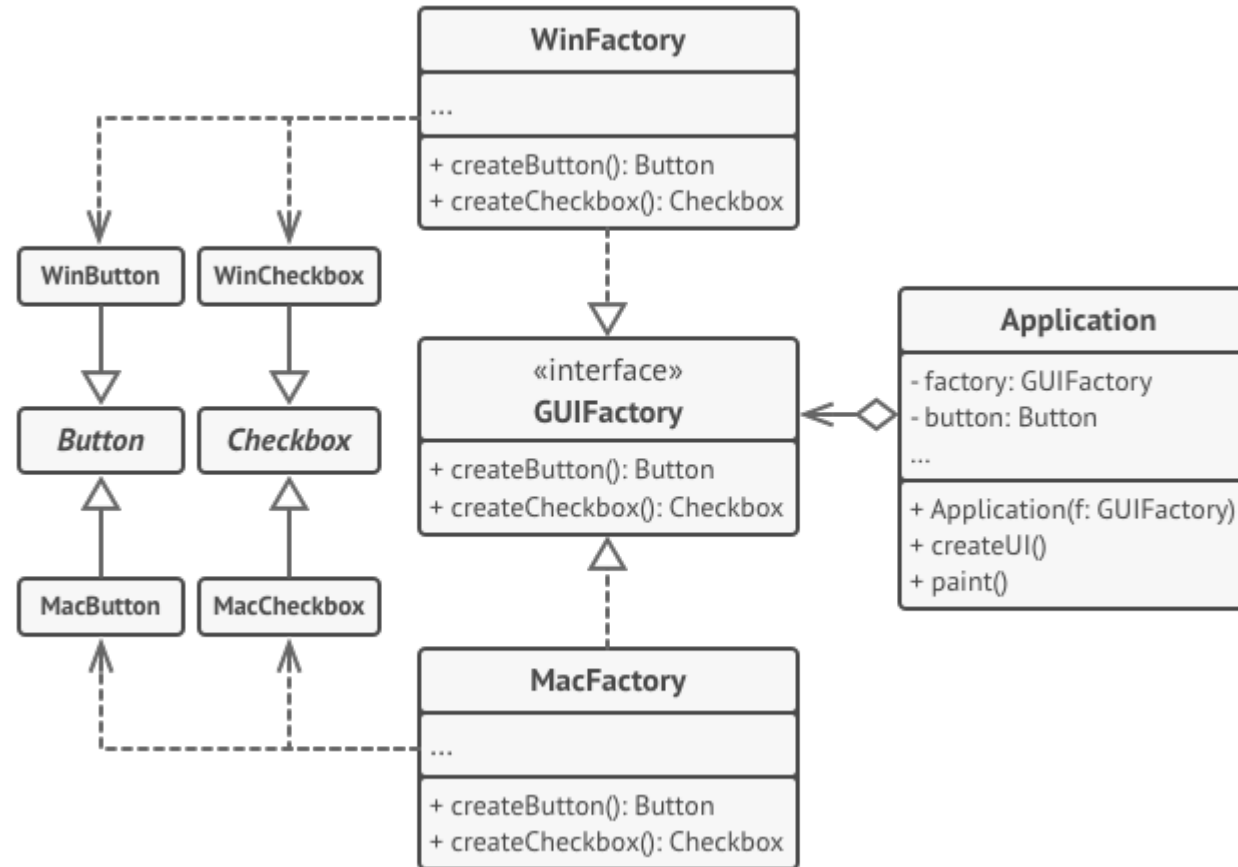 WinFactory
...
+ createButton(): Button
+ createCheckbox(): Checkbox
WinButton
WinCheckbox
Button
Checkbox
MacButton
MacCheckbox
«interface»
GUIFactory
+ createButton(): Button
+ createCheckbox(): Checkbox
Application
- factory: GUIFactory
- button: Button
...
+ Application(f: GUIFactory)
+ createUI()
+ paint()
MacFactory
...
+ createButton(): Button
+ createCheckbox(): Checkbox